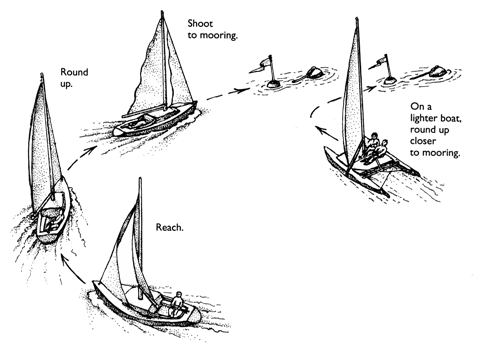 Shoot
to mooring.
Round
up.
On a
lighter boat,
round up
closer
to mooring.
Reach.